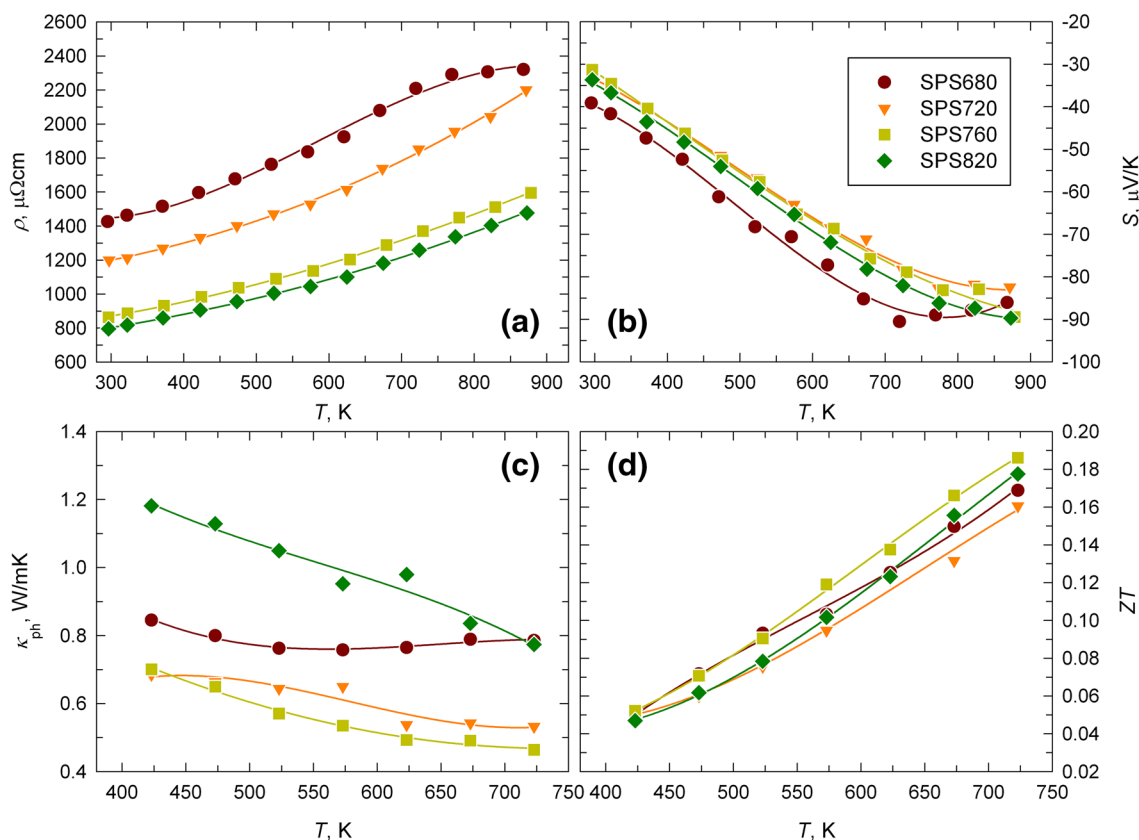 2600
2400
2200
2000
1800
1600
1400
1200
1000
800
600
ρ, μΩcm
300 400 500 600 700 800 900
T, K
(a)
-20
-30
-40
-50
-60
-70
-80
-90
-100
S, μV/K
300 400 500 600 700 800 900
T, K
(b)
SPS680
SPS720
SPS760
SPS820
1.4
1.2
1.0
0.8
0.6
0.4
κph, W/mK
400 450 500 550 600 650 700 750
T, K
(c)
0.20
0.18
0.16
0.14
0.12
0.10
0.08
0.06
0.04
0.02
ZT
400 450 500 550 600 650 700 750
T, K
(d)